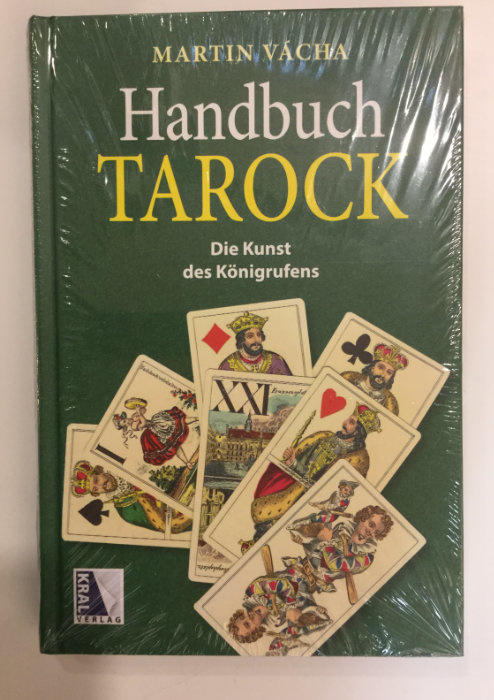 MARTIN VÁCHA
Handbuch
TAROCK
Die Kunst
des Königrufens
XXI
I
KRAL
VERLAG